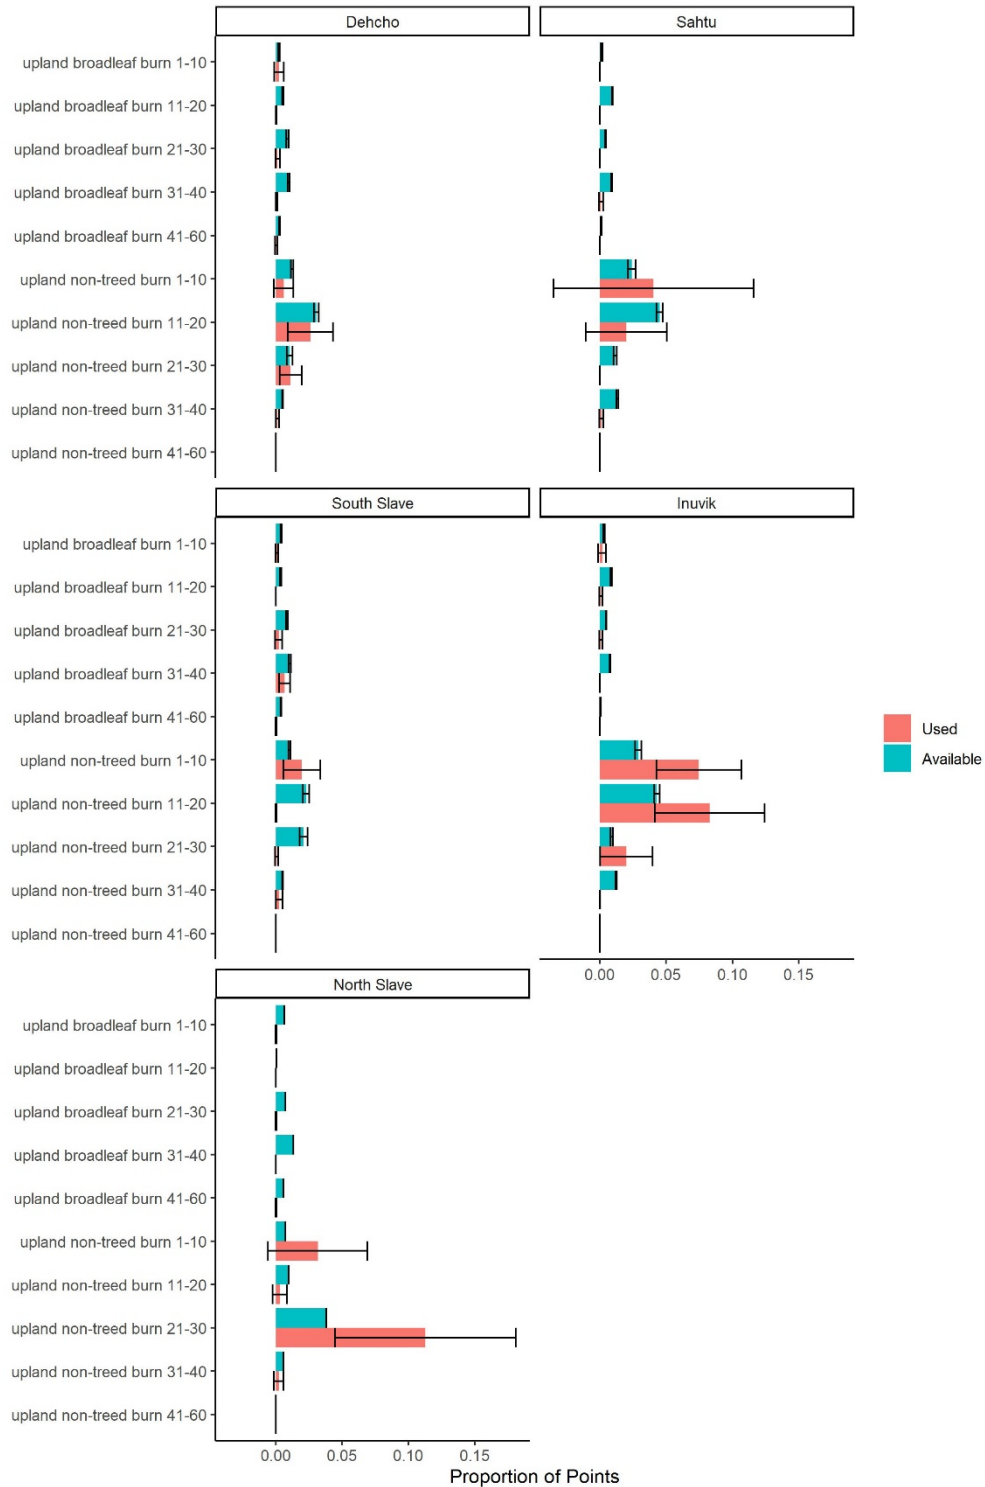 Dehcho
Sahtu
upland broadleaf burn 1-10
upland broadleaf burn 11-20
upland broadleaf burn 21-30
upland broadleaf burn 31-40
upland broadleaf burn 41-60
upland non-treed burn 1-10
upland non-treed burn 11-20
upland non-treed burn 21-30
upland non-treed burn 31-40
upland non-treed burn 41-60
South Slave
Inuvik
upland broadleaf burn 1-10
upland broadleaf burn 11-20
upland broadleaf burn 21-30
upland broadleaf burn 31-40
upland broadleaf burn 41-60
upland non-treed burn 1-10
upland non-treed burn 11-20
upland non-treed burn 21-30
upland non-treed burn 31-40
upland non-treed burn 41-60
Used
Available
0.00 0.05 0.10 0.15
North Slave
upland broadleaf burn 1-10
upland broadleaf burn 11-20
upland broadleaf burn 21-30
upland broadleaf burn 31-40
upland broadleaf burn 41-60
upland non-treed burn 1-10
upland non-treed burn 11-20
upland non-treed burn 21-30
upland non-treed burn 31-40
upland non-treed burn 41-60
0.00 0.05 0.10 0.15
Proportion of Points